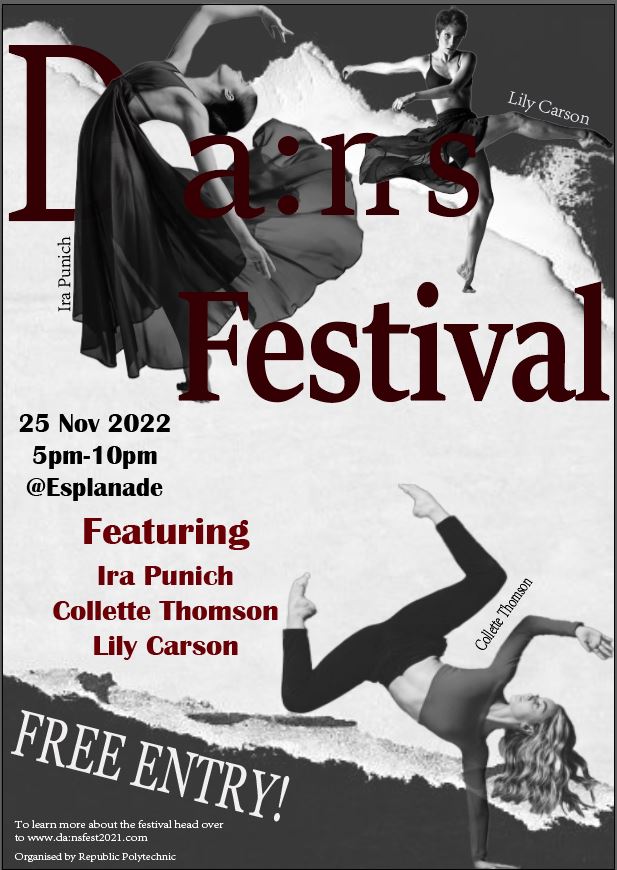 Da:ns
Lily Carson
Ira Punich
Festival
25 Nov 2022
5pm-10pm
@Esplanade
Featuring
Ira Punich
Collette Thomson
Lily Carson
Collette Thomson
FREE ENTRY!
To learn more about the festival head over
to www.da:nsfest2021.com
Organised by Republic Polytechnic